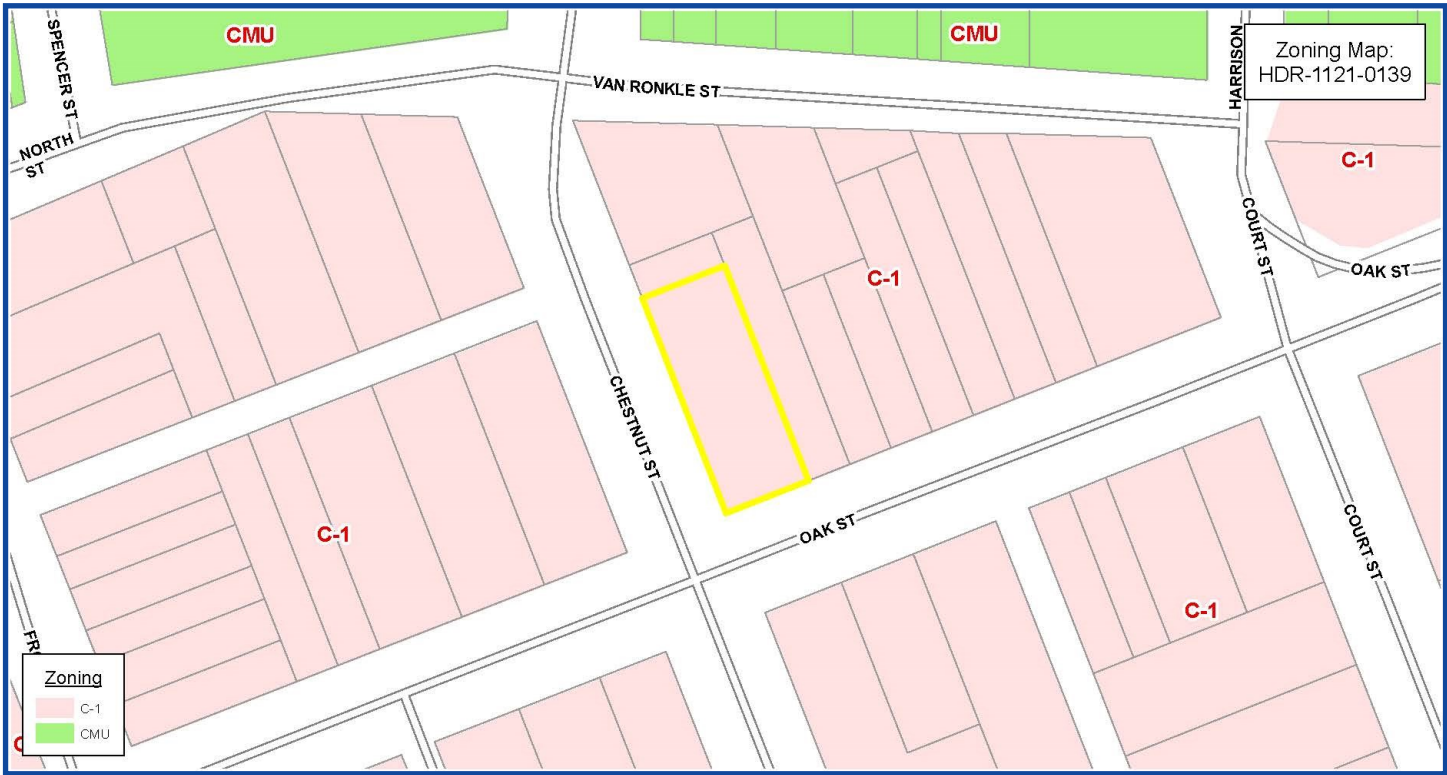 SPENCER ST
CMU
CMU
HARRISON
Zoning Map:
HDR-1121-0139
VAN RONKLE ST
NORTH
ST
C-1
COURT ST
OAK ST
C-1
CHESTNUT ST
OAK ST
C-1
COURT ST
C-1
Zoning
C-1
CMU